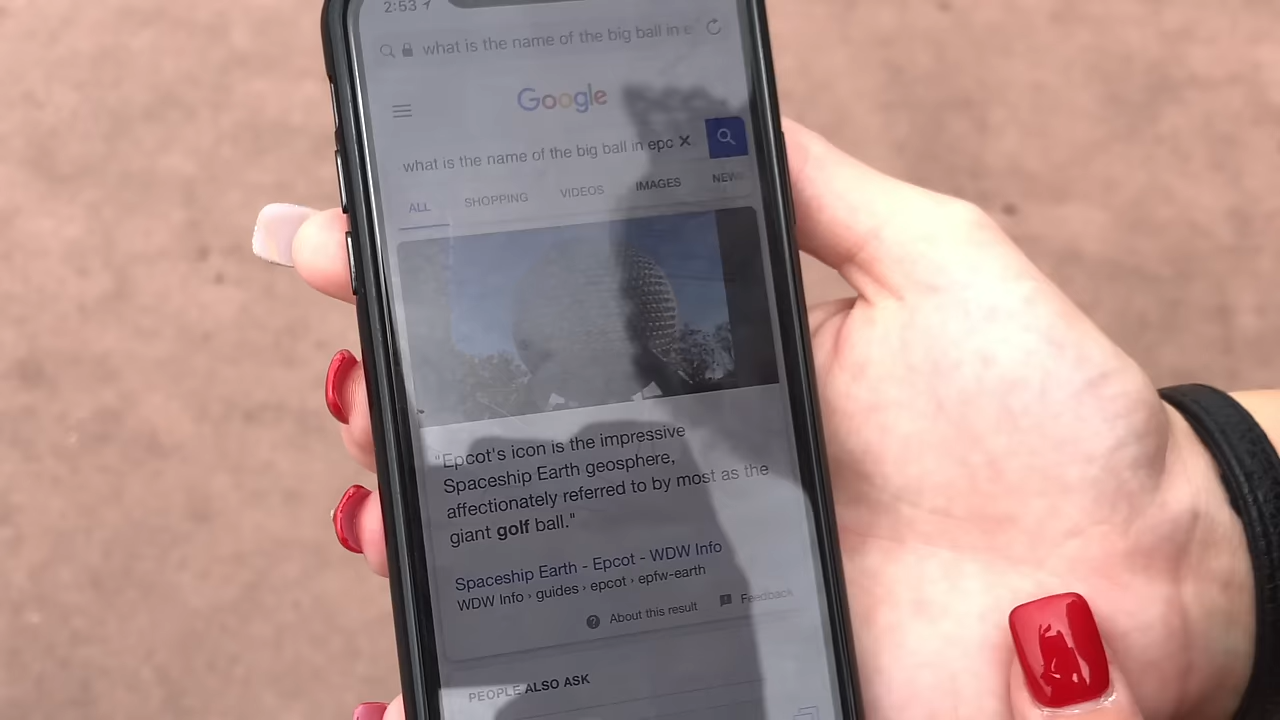 2:53
what is the name of the big ball in e
Google
what is the name of the big ball in epc
ALL SHOPPING VIDEOS IMAGES NEW
"Epcot's icon is the impressive
Spaceship Earth geosphere,
affectionately referred to by most as the
giant golf ball."
Spaceship Earth - Epcot - WDW Info
WDW Info › guides › epcot › epfw-earth
About this result Feedback
PEOPLE ALSO ASK